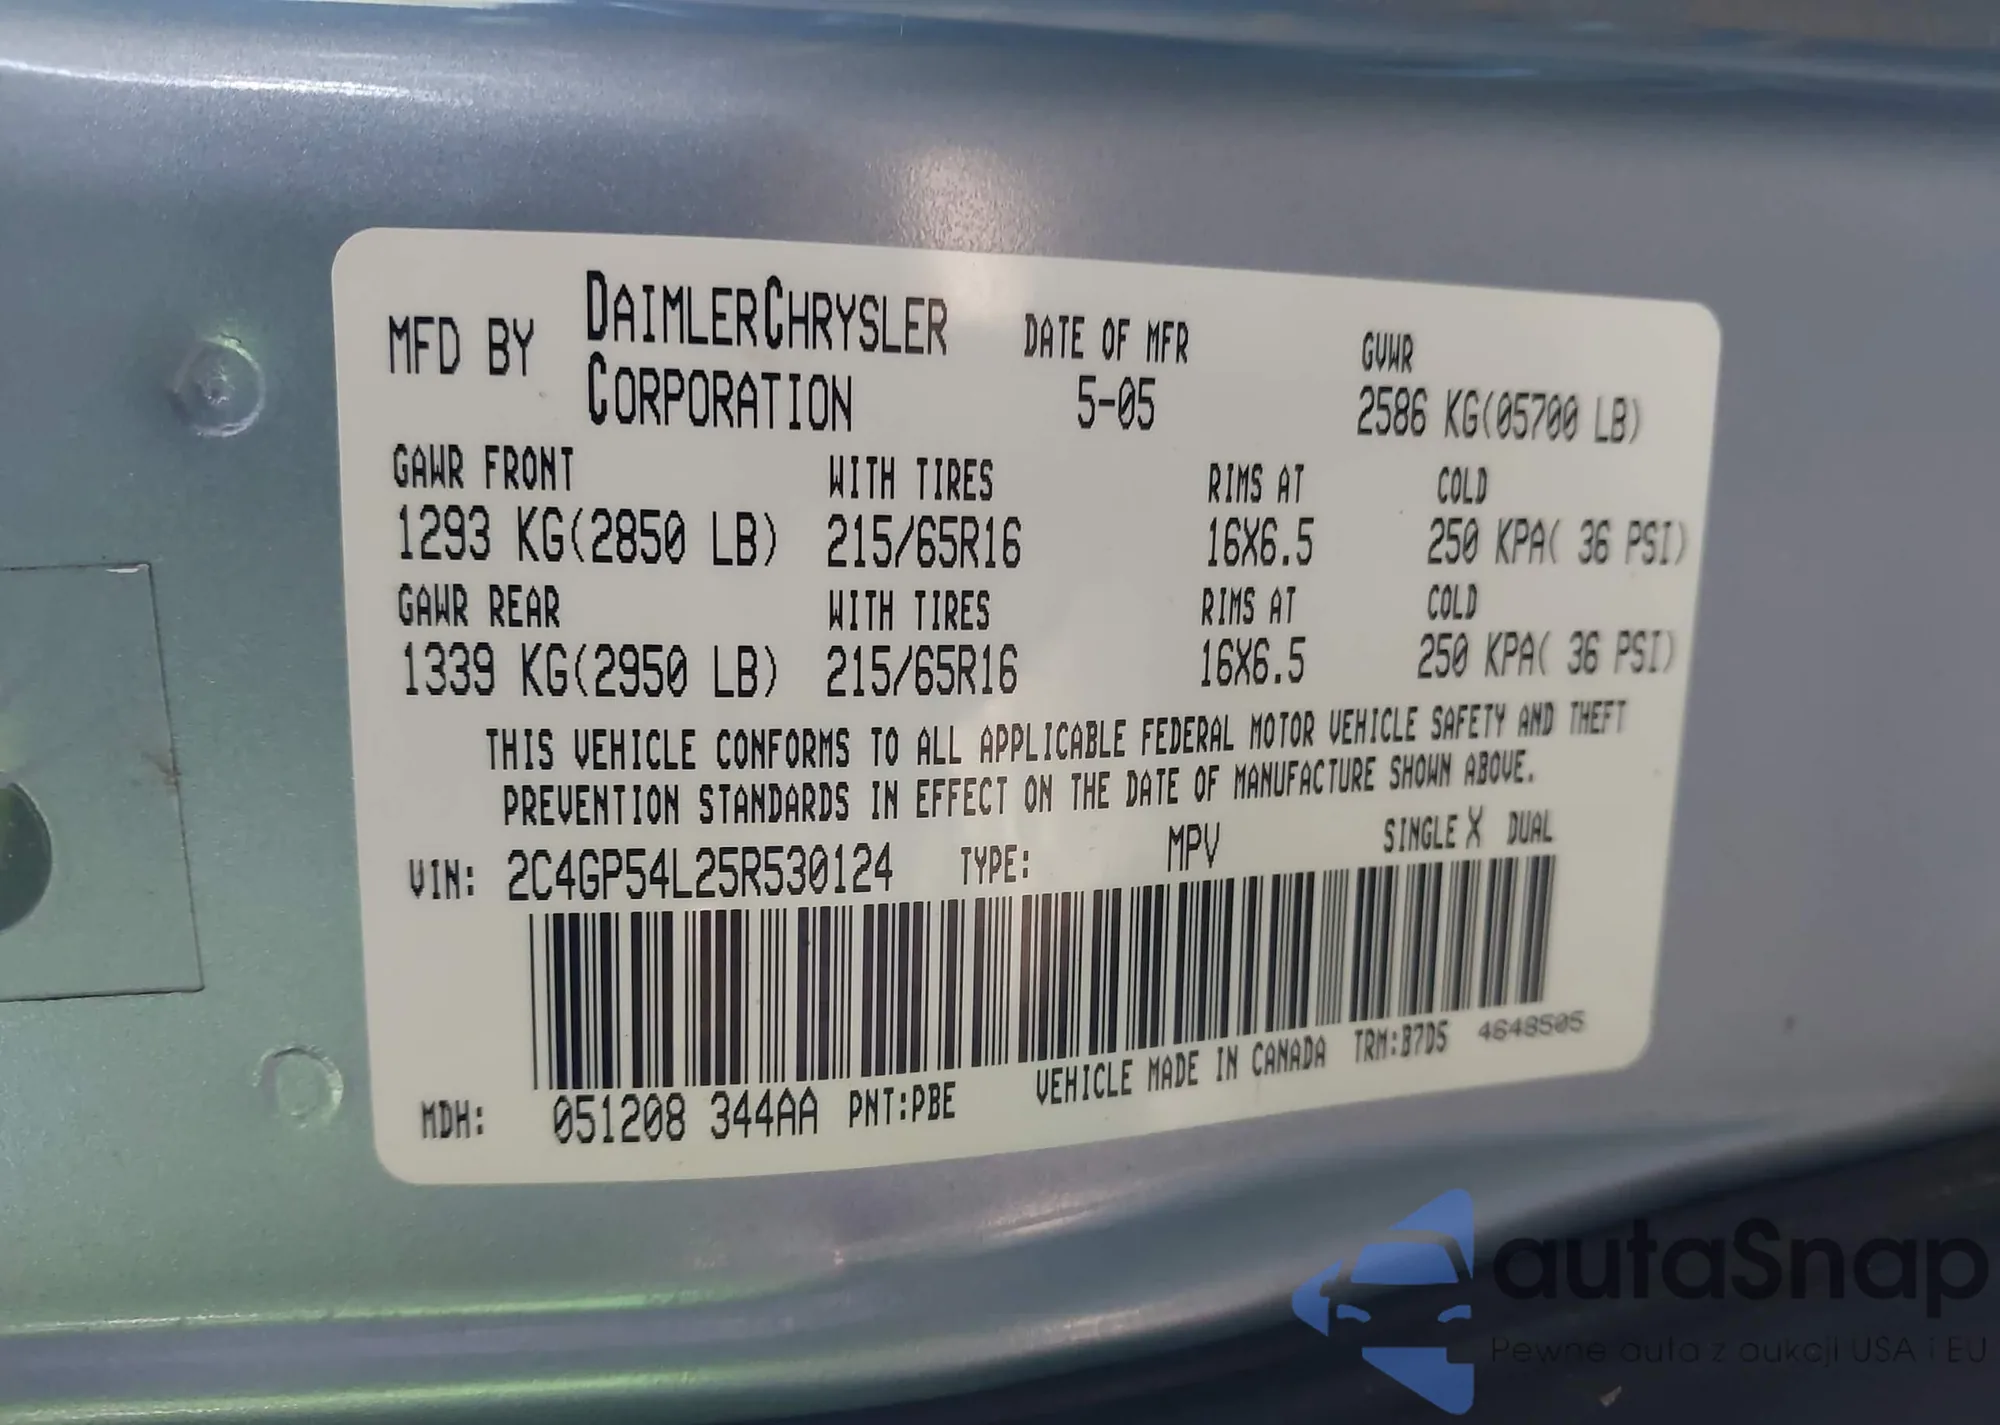 MFD BY DAIMLERCHRYSLER CORPORATION DATE OF MFR 5-05 GVWR 2586 KG(05700 LB)
GAWR FRONT WITH TIRES RIMS AT COLD
1293 KG(2850 LB) 215/65R16 16X6.5 250 KPA( 36 PSI)
GAWR REAR WITH TIRES RIMS AT COLD
1339 KG(2950 LB) 215/65R16 16X6.5 250 KPA( 36 PSI)
THIS VEHICLE CONFORMS TO ALL APPLICABLE FEDERAL MOTOR VEHICLE SAFETY AND THEFT
PREVENTION STANDARDS IN EFFECT ON THE DATE OF MANUFACTURE SHOWN ABOVE.
VIN: 2C4GP54L25R530124 TYPE: MPV SINGLE X DUAL
MDH: 051208 344AA PNT:PBE VEHICLE MADE IN CANADA TRM:B7D5 4648505
autaSnap
Pewne auta z aukcji USA i EU